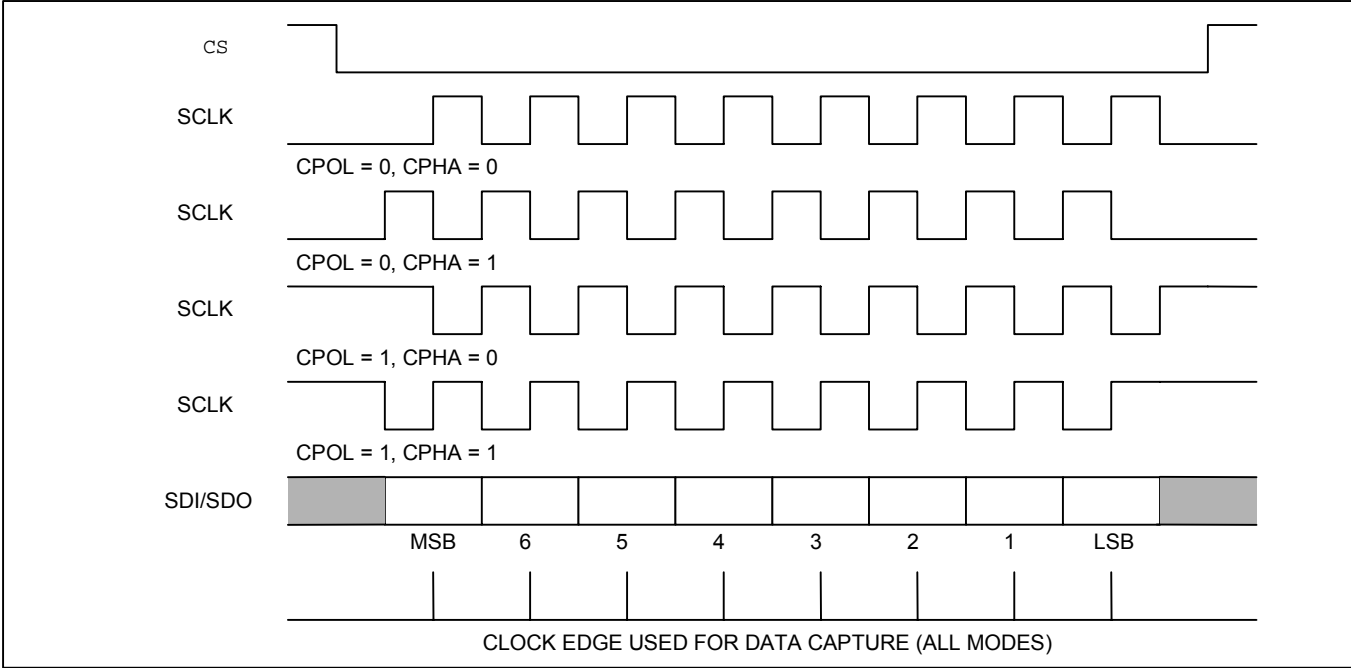 CS
SCLK
CPOL = 0, CPHA = 0
SCLK
CPOL = 0, CPHA = 1
SCLK
CPOL = 1, CPHA = 0
SCLK
CPOL = 1, CPHA = 1
SDI/SDO
MSB 6 5 4 3 2 1 LSB
CLOCK EDGE USED FOR DATA CAPTURE (ALL MODES)